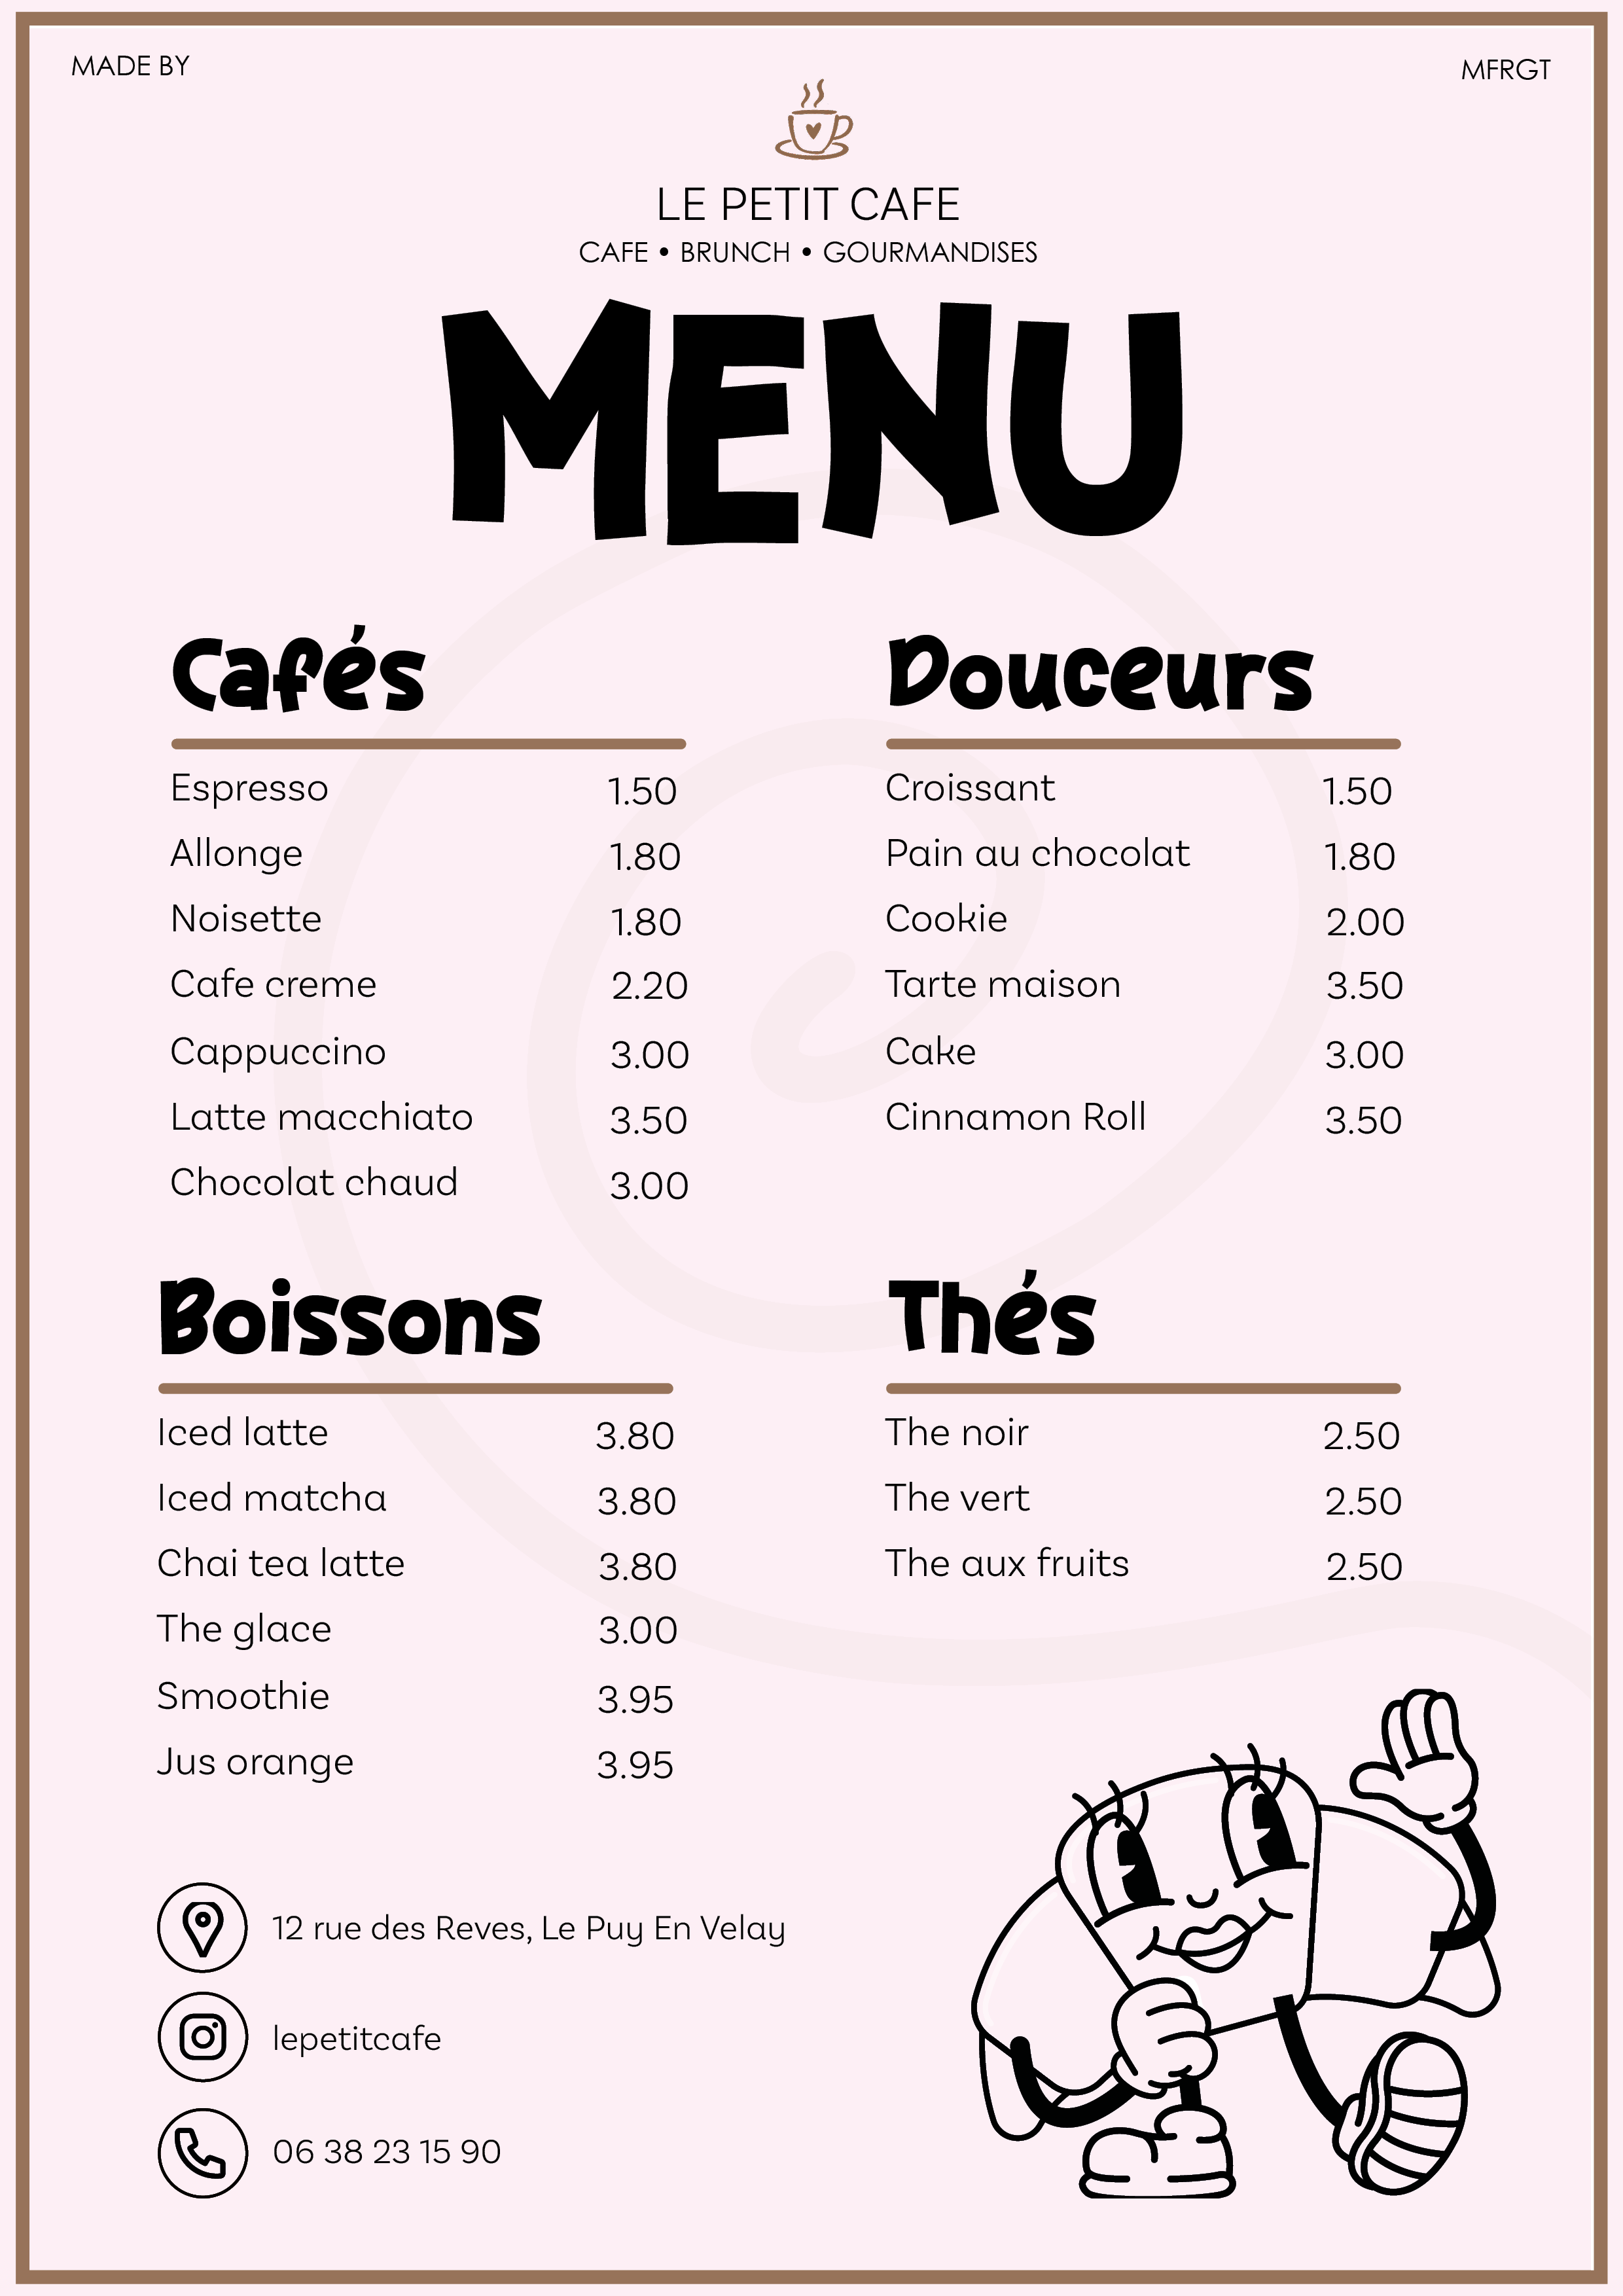 MADE BY
MFRGT
LE PETIT CAFE
CAFE • BRUNCH • GOURMANDISES
MENU
Cafés
Espresso 1.50
Allonge 1.80
Noisette 1.80
Cafe creme 2.20
Cappuccino 3.00
Latte macchiato 3.50
Chocolat chaud 3.00
Douceurs
Croissant 1.50
Pain au chocolat 1.80
Cookie 2.00
Tarte maison 3.50
Cake 3.00
Cinnamon Roll 3.50
Boissons
Iced latte 3.80
Iced matcha 3.80
Chai tea latte 3.80
The glace 3.00
Smoothie 3.95
Jus orange 3.95
Thés
The noir 2.50
The vert 2.50
The aux fruits 2.50
12 rue des Reves, Le Puy En Velay
lepetitcafe
06 38 23 15 90